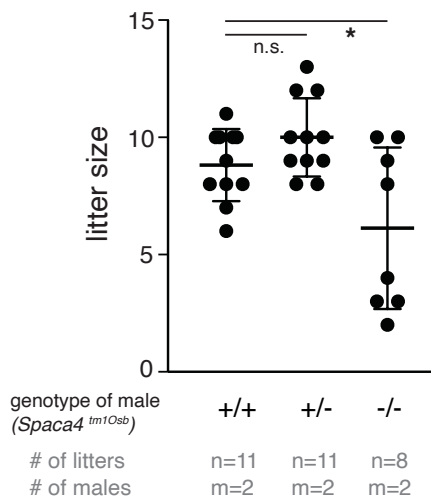 15
*
n.s.
10
litter size
5
0
genotype of male +/+ +/- -/-
(Spaca4 tm1Osb)
# of litters n=11 n=11 n=8
# of males m=2 m=2 m=2